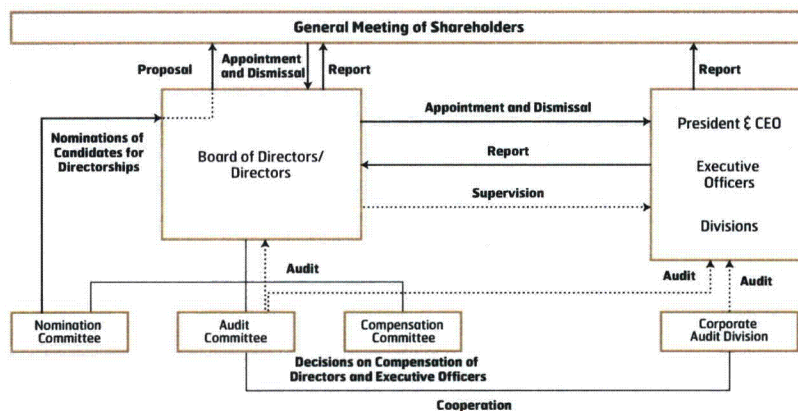 General Meeting of Shareholders
Proposal
Appointment
and Dismissal
Report
Report
Nominations of
Candidates for
Directorships
Board of Directors/
Directors
Appointment and Dismissal
Report
Supervision
President & CEO
Executive
Officers
Divisions
Audit
Audit
Audit
Nomination
Committee
Audit
Committee
Compensation
Committee
Corporate
Audit Division
Decisions on Compensation of
Directors and Executive Officers
Cooperation